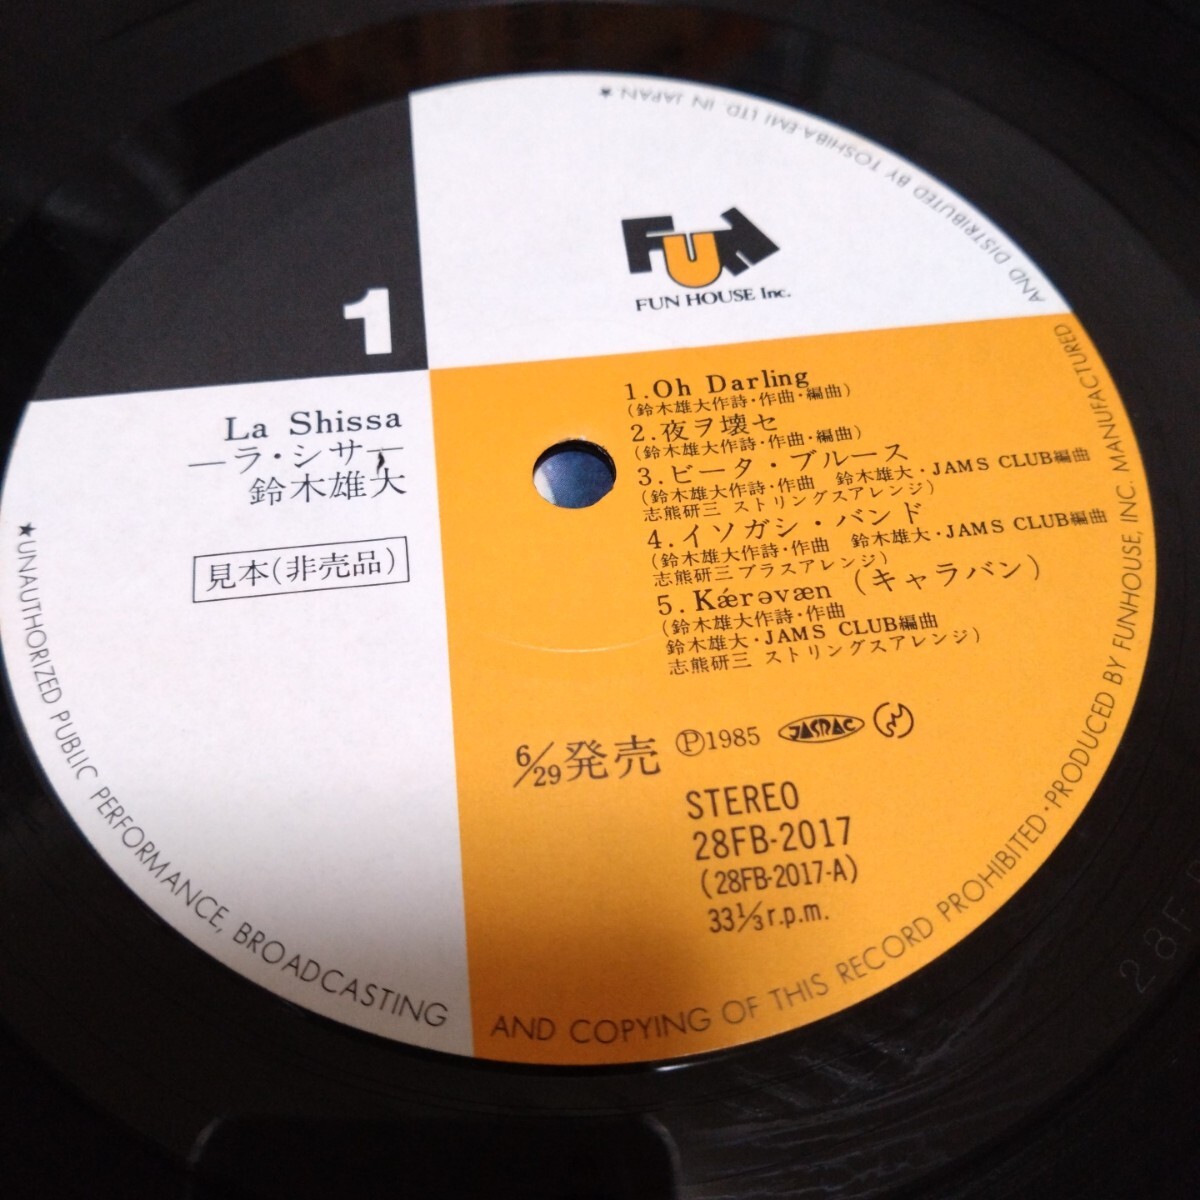 FUN
FUN HOUSE Inc.
1
La Shissa
—ラ・シサ—
鈴木雄大
見本(非売品)
1.Oh Darling
(鈴木雄大作詩・作曲・編曲)
2.夜ヲ壊セ
(鈴木雄大作詩・作曲・編曲)
3.ビータ・ブルース
(鈴木雄大作詩・作曲 鈴木雄大・JAMS CLUB編曲
志熊研三 ストリングスアレンジ)
4.イソガシ・バンド
(鈴木雄大作詩・作曲 鈴木雄大・JAMS CLUB編曲
志熊研三ブラスアレンジ)
5.Kǽrəvæn (キャラバン)
(鈴木雄大作詩・作曲
鈴木雄大・JAMS CLUB編曲
志熊研三 ストリングスアレンジ)
6/29発売 Ⓟ1985 JASRAC
STEREO
28FB-2017
(28FB-2017-A)
33⅓r.p.m.
★UNAUTHORIZED PUBLIC PERFORMANCE, BROADCASTING AND COPYING OF THIS RECORD PROHIBITED・PRODUCED BY FUNHOUSE, INC. MANUFACTURED AND DISTRIBUTED BY TOSHIBA-EMI LTD. IN JAPAN★